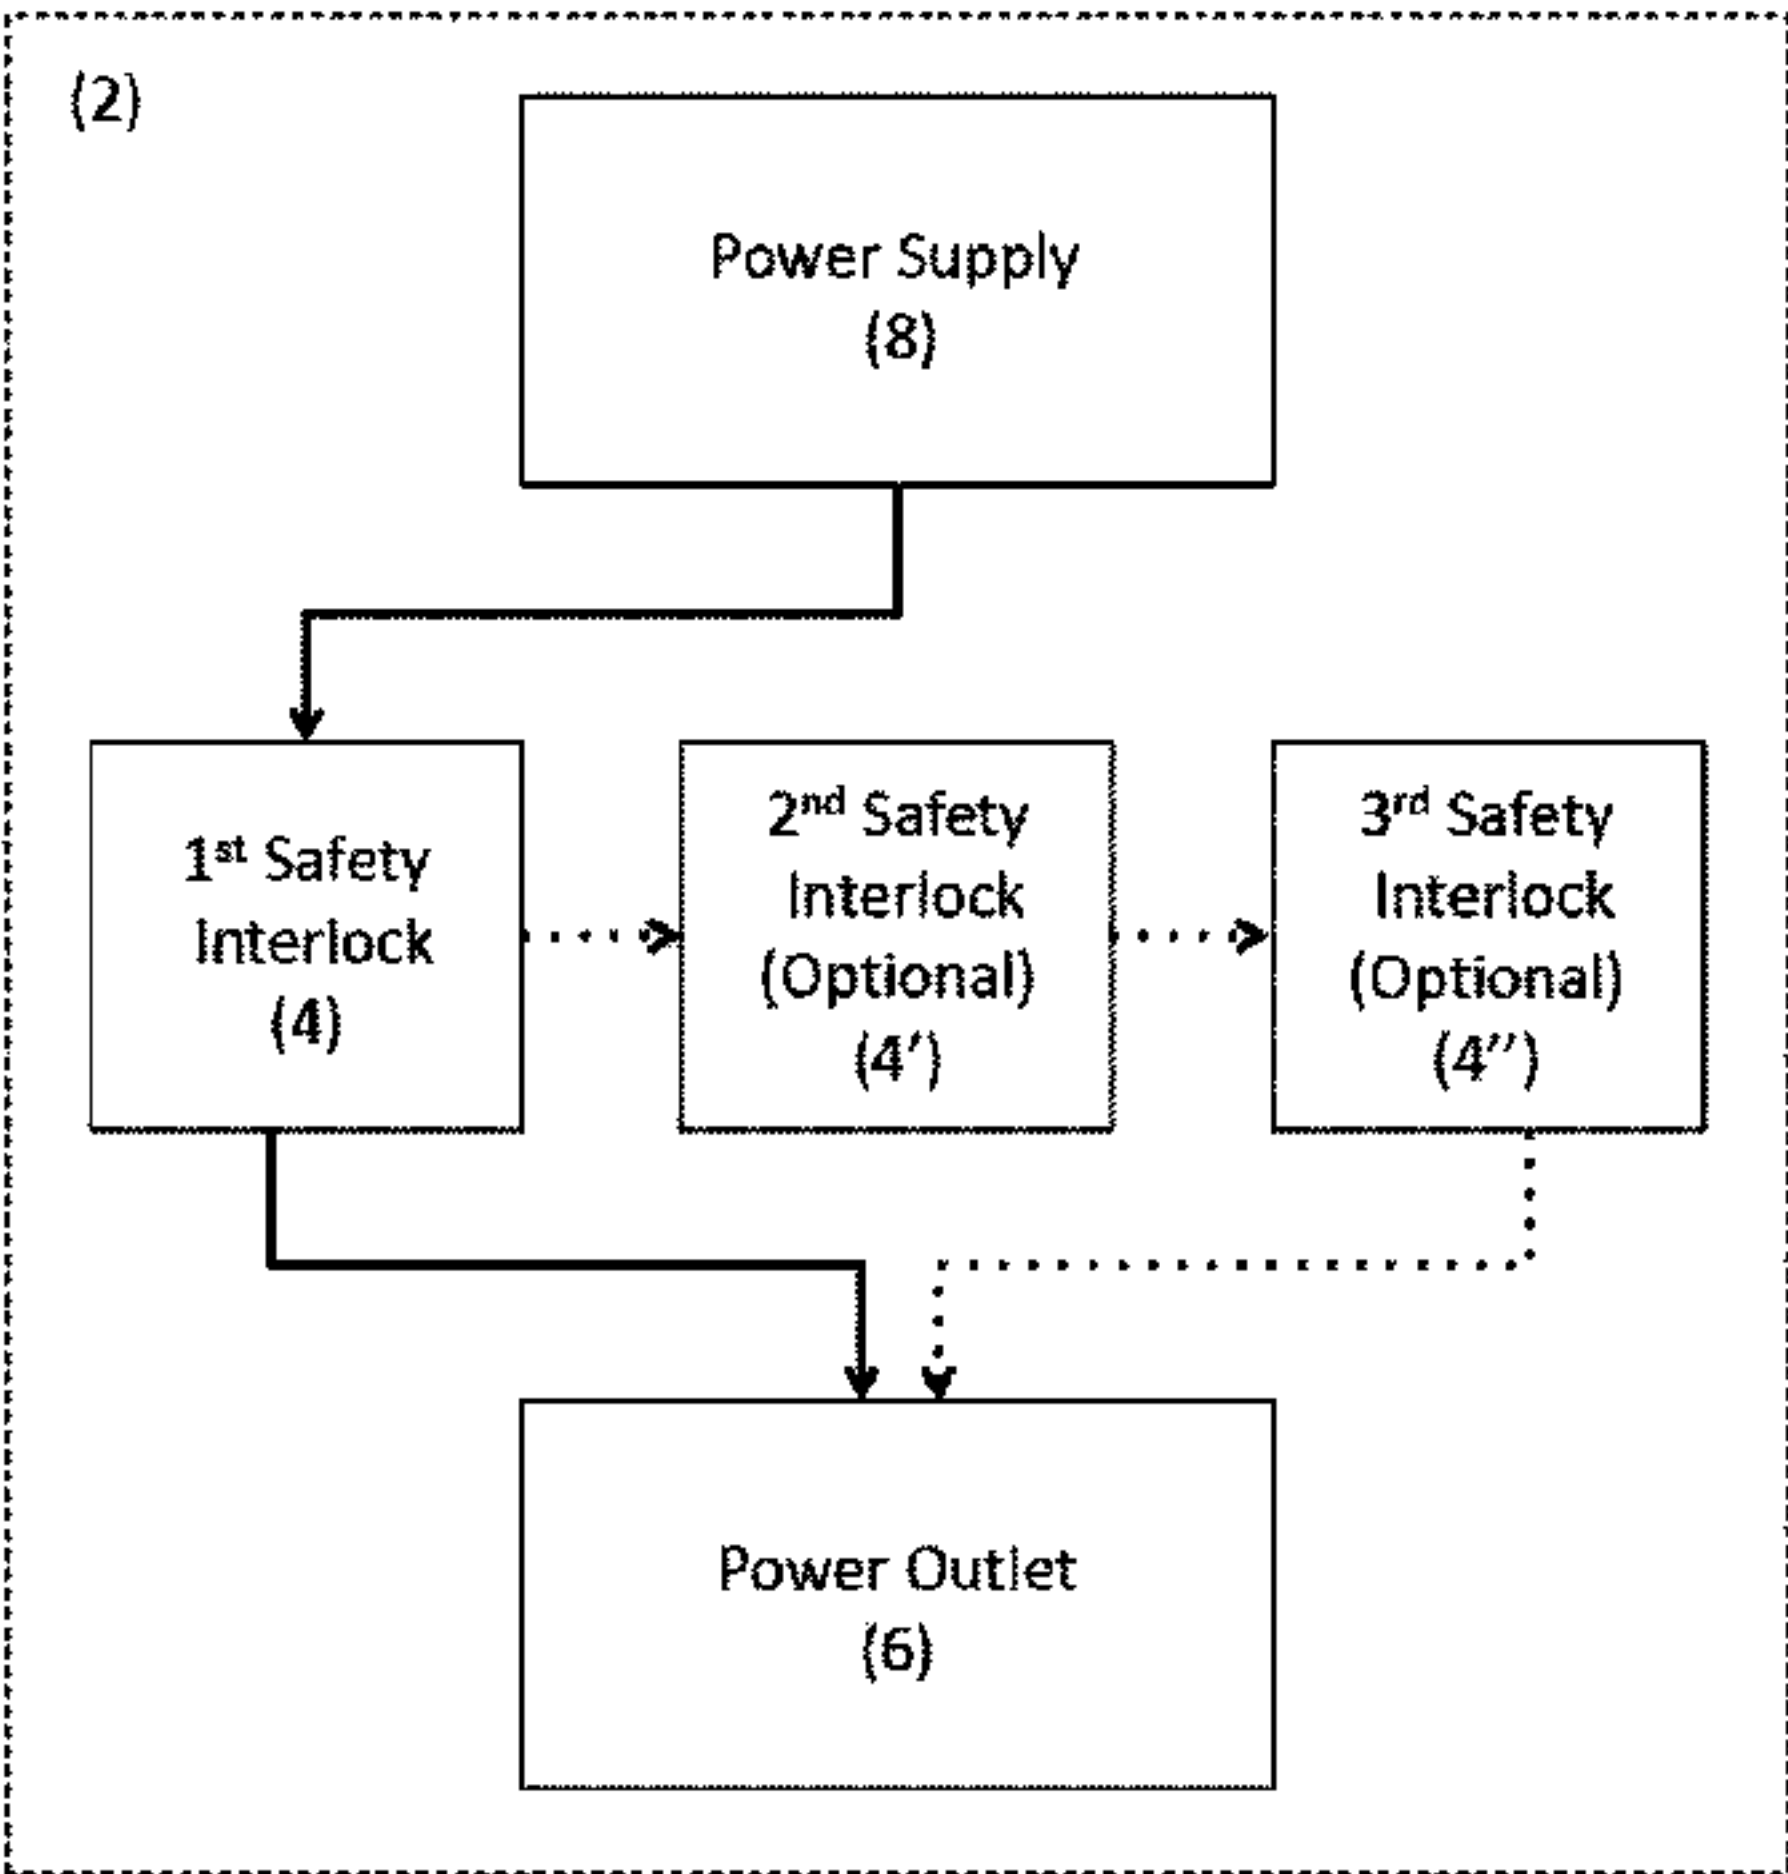 (2)
Power Supply
(8)
1st Safety
Interlock
(4)
2nd Safety
Interlock
(Optional)
(4′)
3rd Safety
Interlock
(Optional)
(4′′)
Power Outlet
(6)